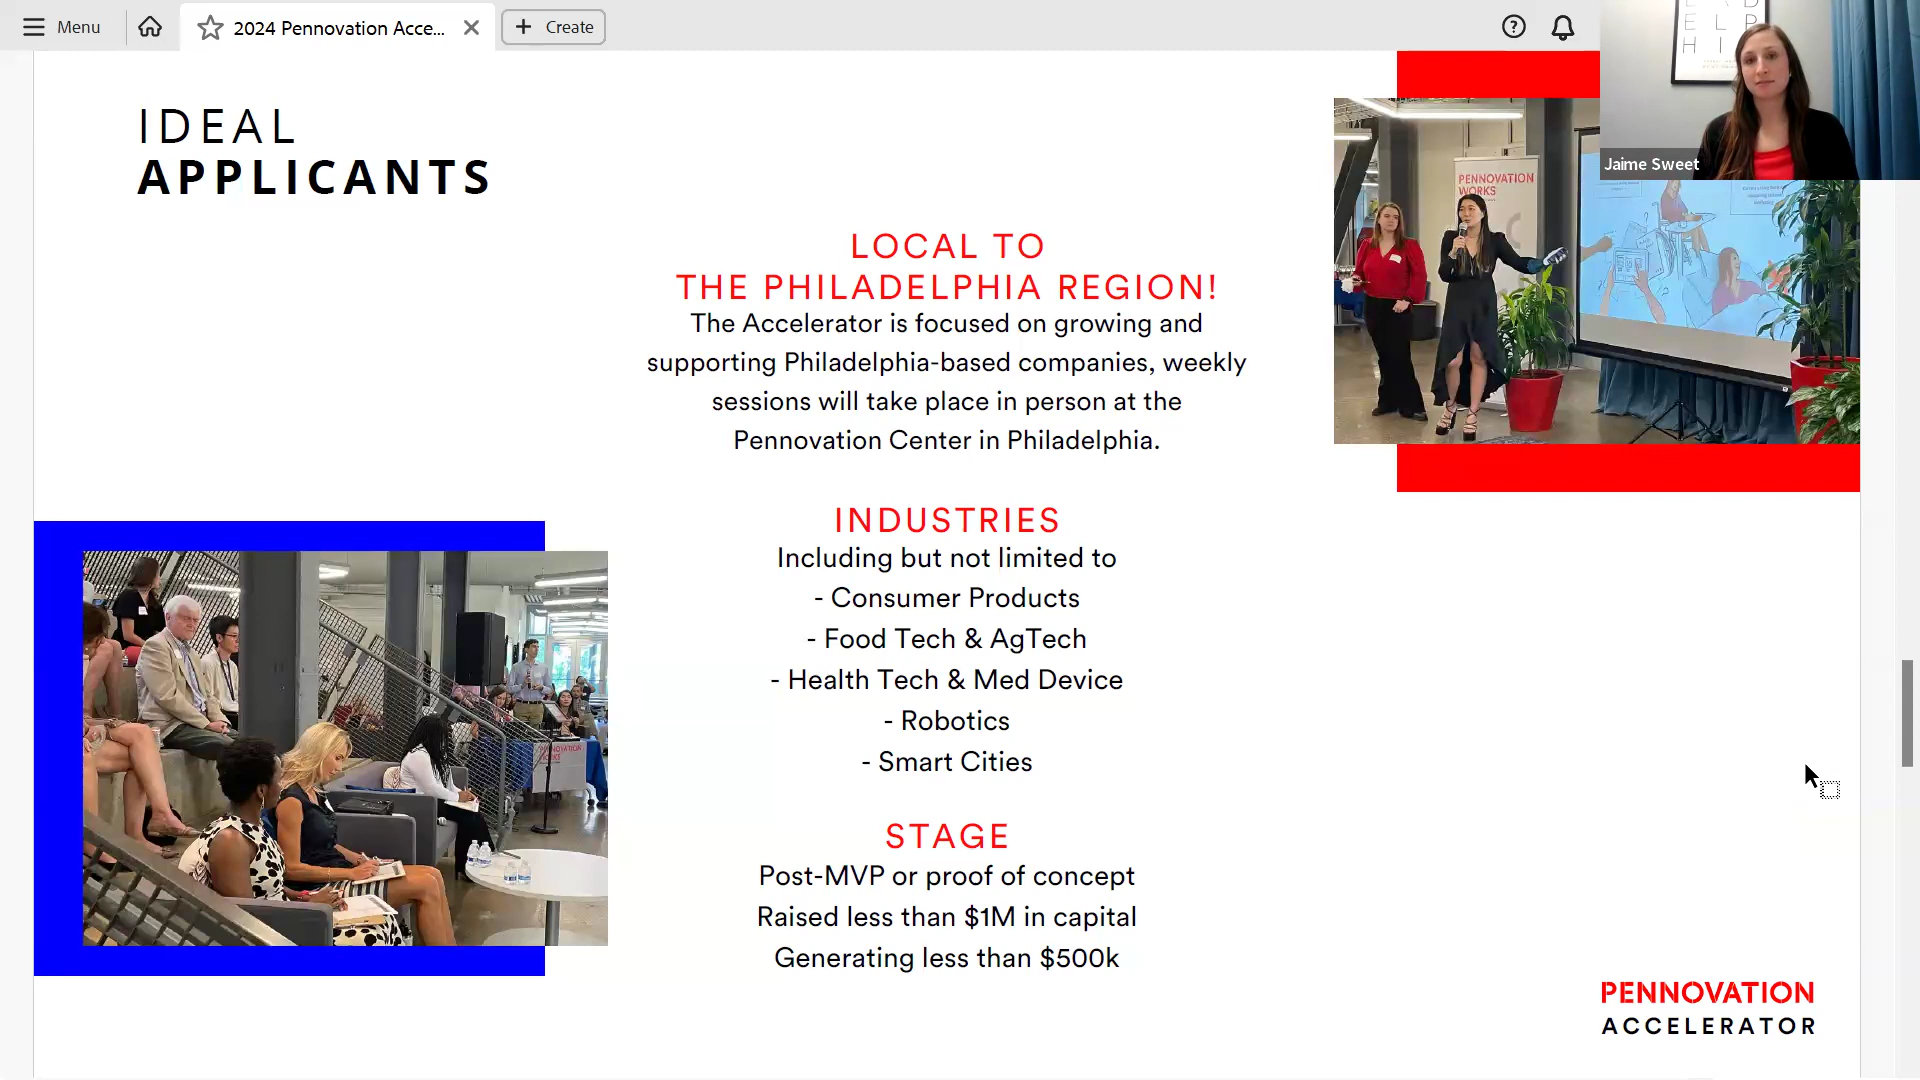 Menu
2024 Pennovation Acce...
Create
Jaime Sweet
IDEAL
APPLICANTS
PENNOVATION
WORKS
LOCAL TO
THE PHILADELPHIA REGION!
The Accelerator is focused on growing and
supporting Philadelphia-based companies, weekly
sessions will take place in person at the
Pennovation Center in Philadelphia.
INDUSTRIES
Including but not limited to
- Consumer Products
- Food Tech & AgTech
- Health Tech & Med Device
- Robotics
- Smart Cities
STAGE
Post-MVP or proof of concept
Raised less than $1M in capital
Generating less than $500k
PENNOVATION
ACCELERATOR